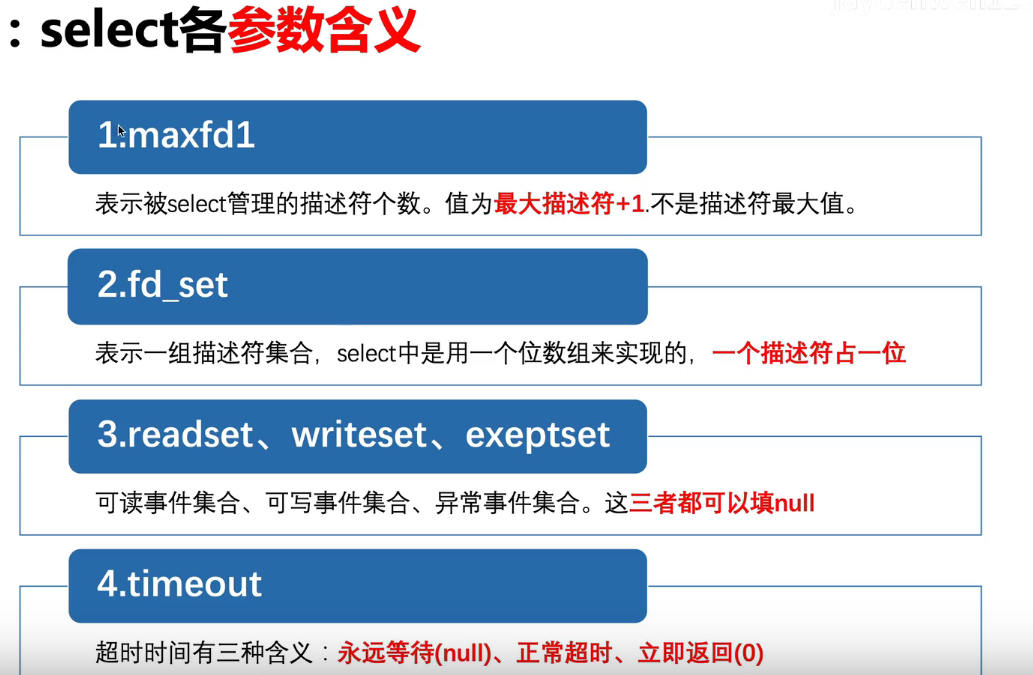 ：select各参数含义
1.maxfd1
表示被select管理的描述符个数。值为最大描述符+1.不是描述符最大值。
2.fd_set
表示一组描述符集合，select中是用一个位数组来实现的，一个描述符占一位
3.readset、writeset、exeptset
可读事件集合、可写事件集合、异常事件集合。这三者都可以填null
4.timeout
超时时间有三种含义：永远等待(null)、正常超时、立即返回(0)